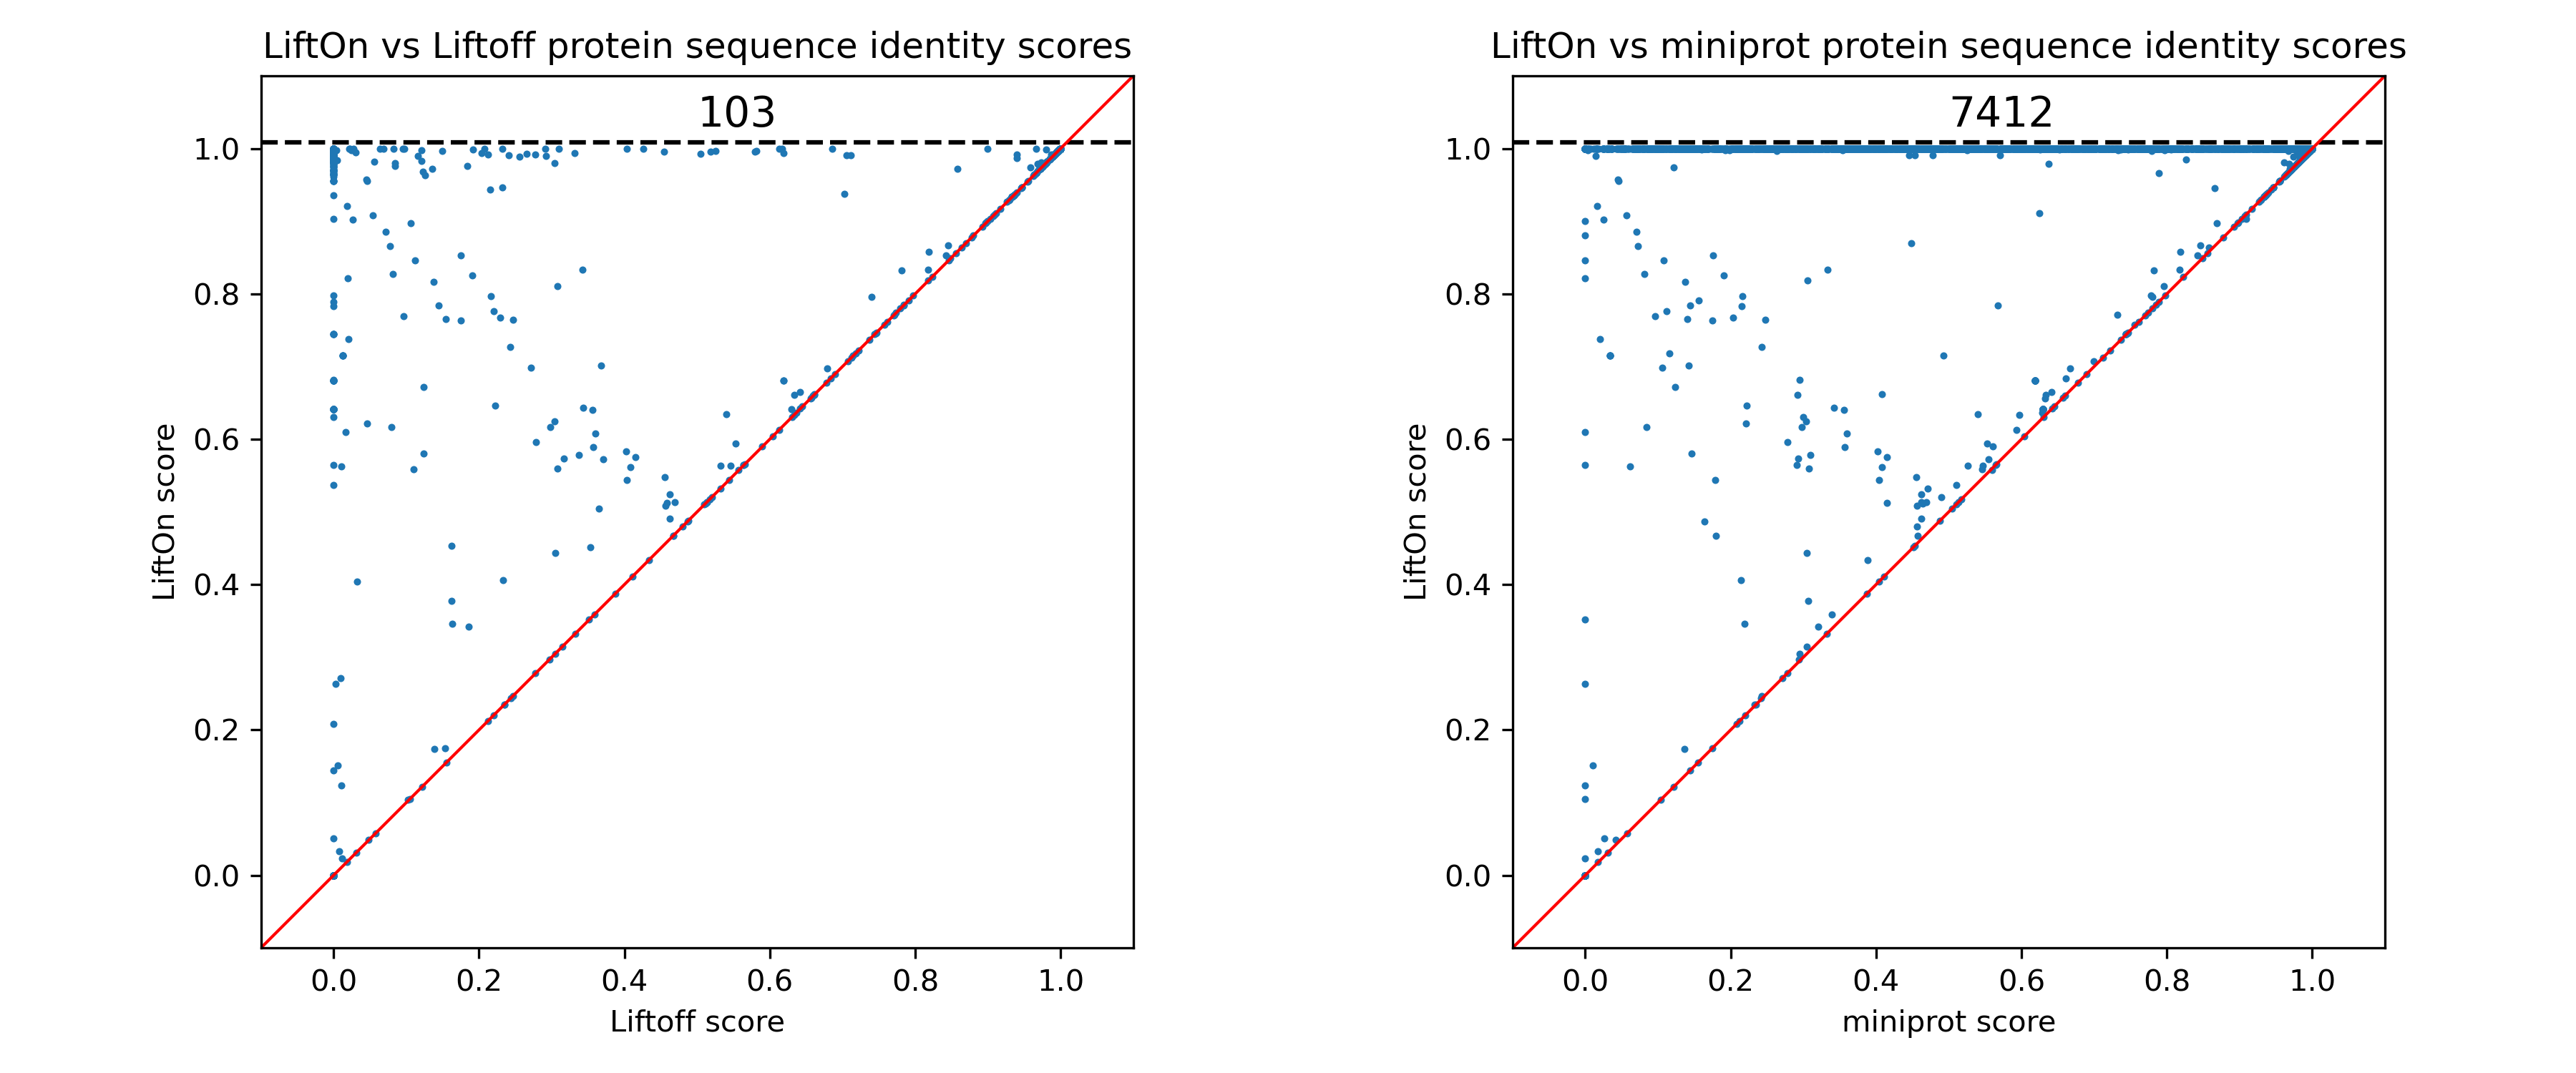 LiftOn vs Liftoff protein sequence identity scores
103
1.0
0.8
0.6
0.4
0.2
0.0
LiftOn score
0.0 0.2 0.4 0.6 0.8 1.0
Liftoff score
LiftOn vs miniprot protein sequence identity scores
7412
1.0
0.8
0.6
0.4
0.2
0.0
LiftOn score
0.0 0.2 0.4 0.6 0.8 1.0
miniprot score